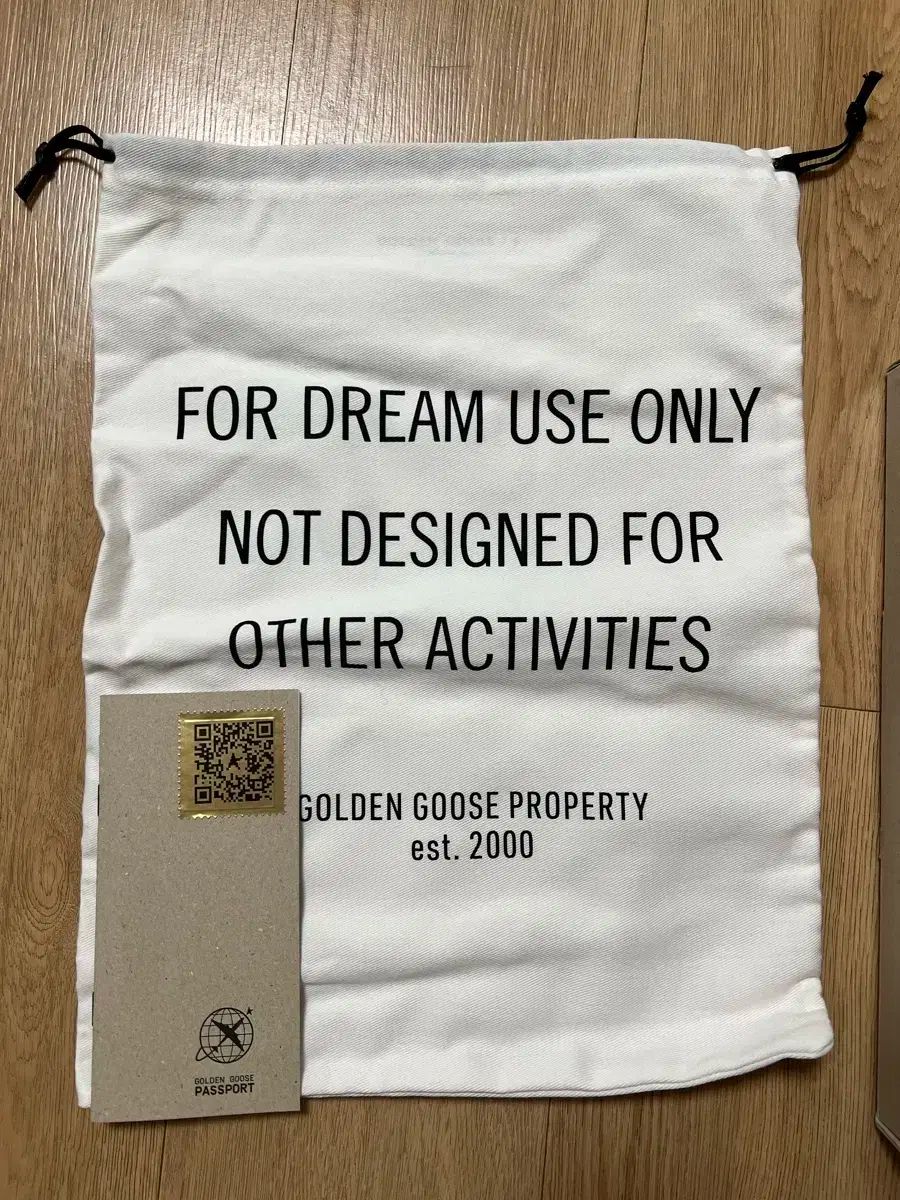 FOR DREAM USE ONLY
NOT DESIGNED FOR
OTHER ACTIVITIES
GOLDEN GOOSE PROPERTY
est. 2000
GOLDEN GOOSE
PASSPORT